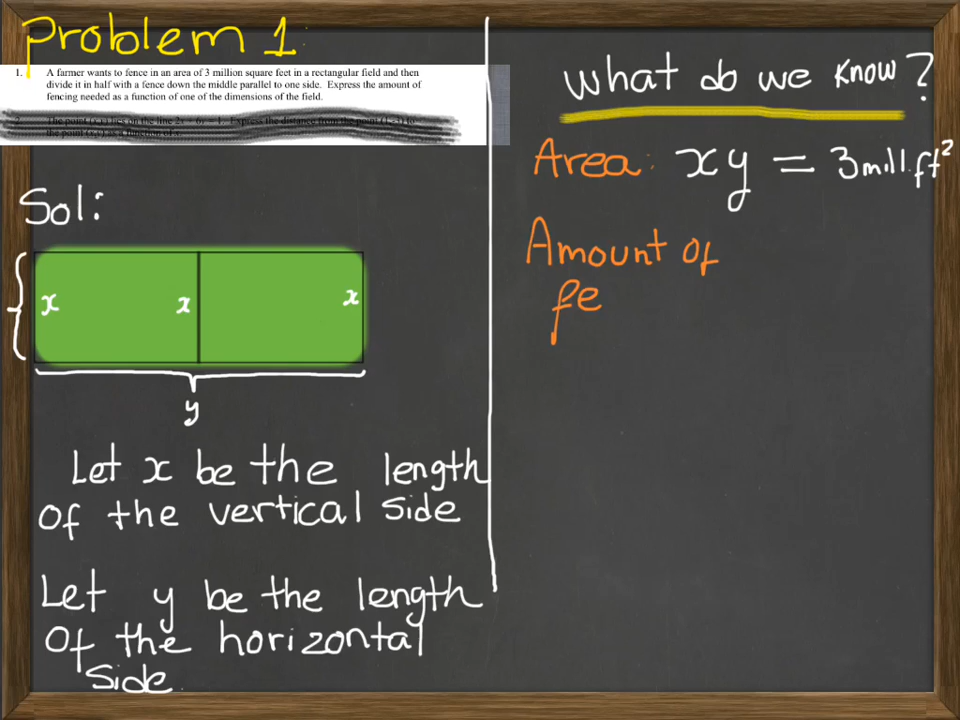 Problem 1:
1. A farmer wants to fence in an area of 3 million square feet in a rectangular field and then
divide it in half with a fence down the middle parallel to one side. Express the amount of
fencing needed as a function of one of the dimensions of the field.
Sol:
x x x
y
Let x be the length
of the vertical side
Let y be the length
of the horizontal
side
What do we know?
Area: xy = 3mill.ft²
Amount of
fe